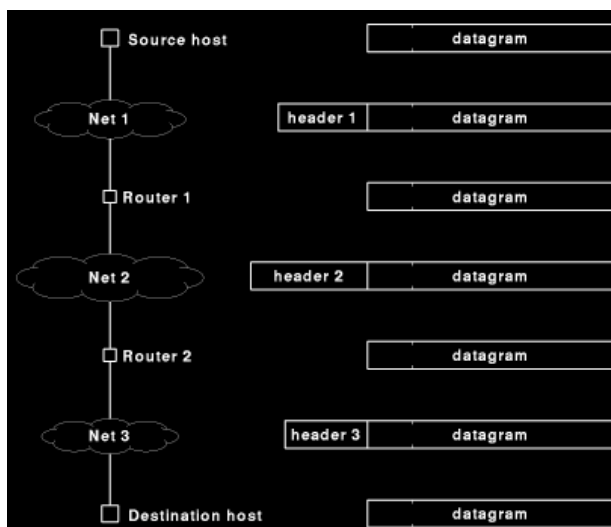 Source host datagram
Net 1 header 1 datagram
Router 1 datagram
Net 2 header 2 datagram
Router 2 datagram
Net 3 header 3 datagram
Destination host datagram